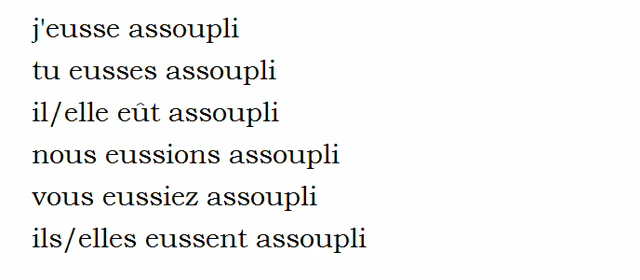 j'eusse assoupli
tu eusses assoupli
il/elle eût assoupli
nous eussions assoupli
vous eussiez assoupli
ils/elles eussent assoupli